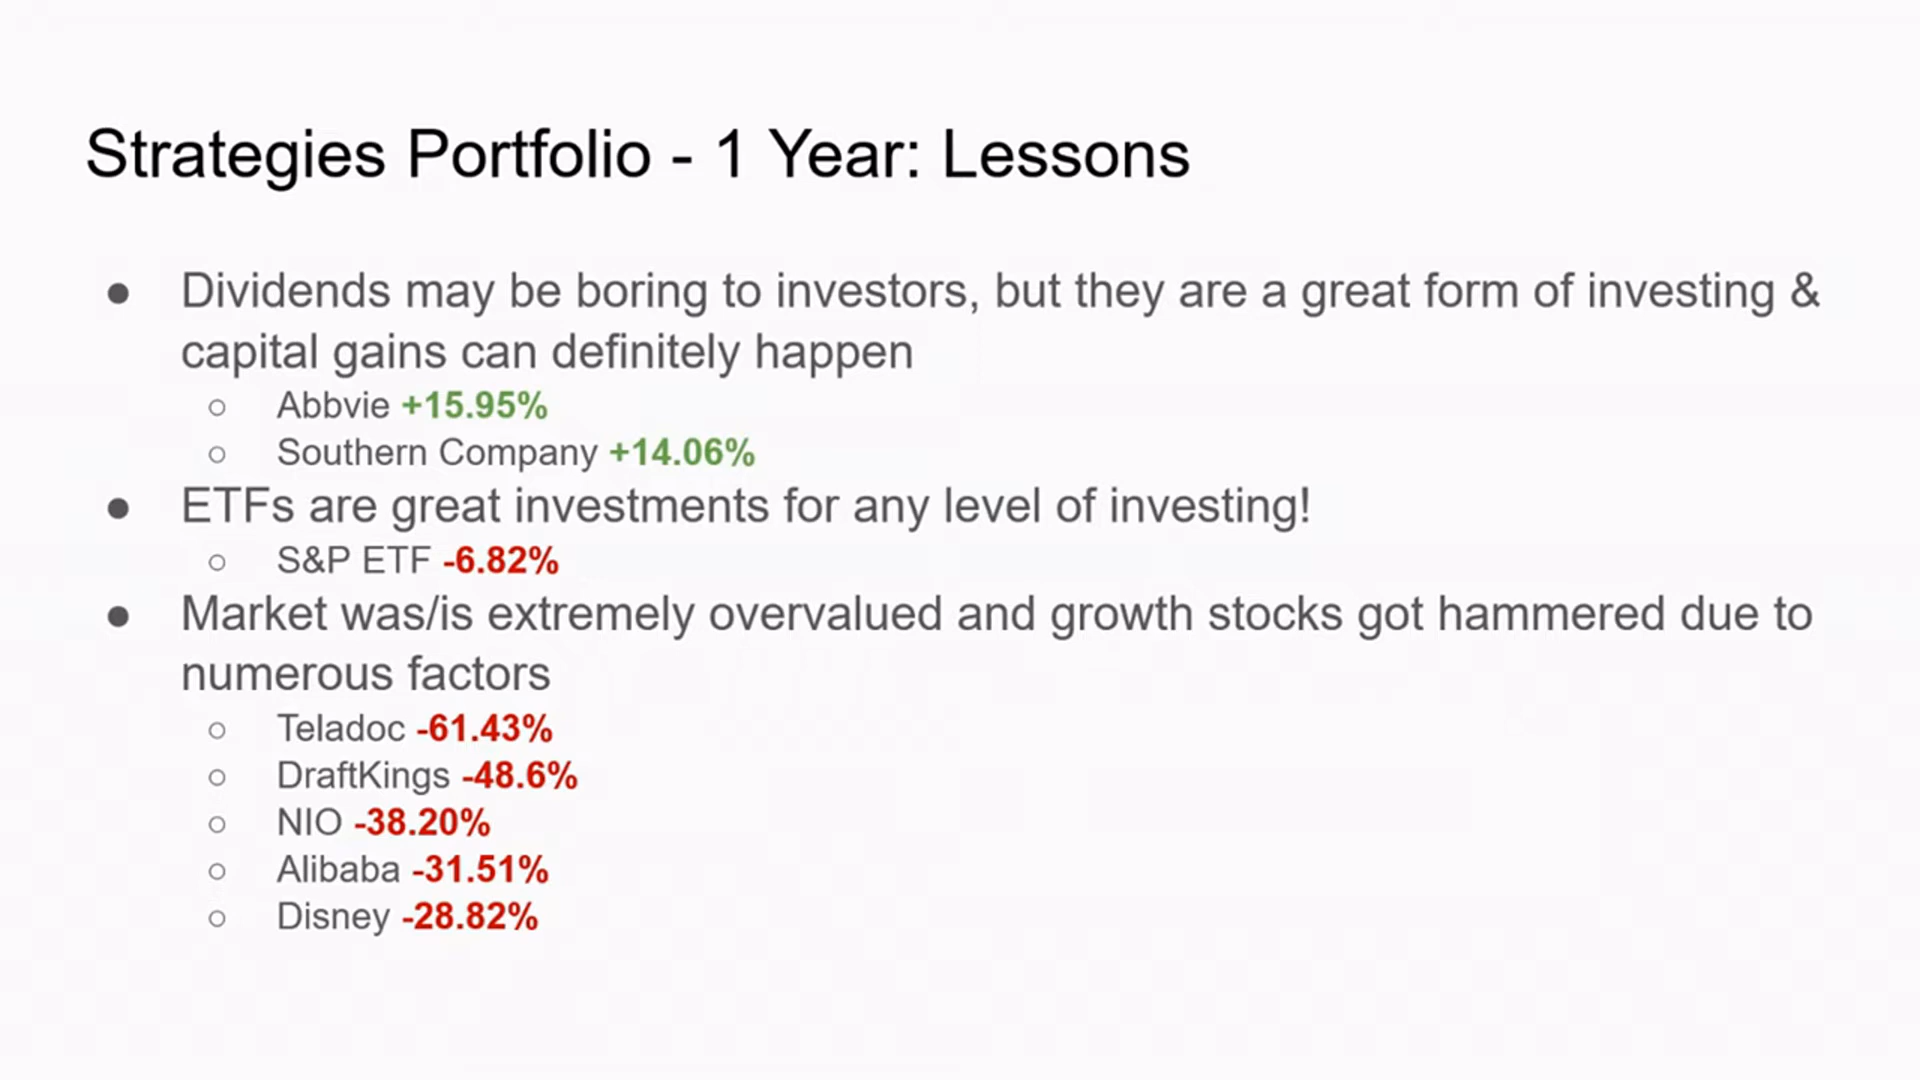 Strategies Portfolio - 1 Year: Lessons
● Dividends may be boring to investors, but they are a great form of investing &
capital gains can definitely happen
○ Abbvie +15.95%
○ Southern Company +14.06%
● ETFs are great investments for any level of investing!
○ S&P ETF -6.82%
● Market was/is extremely overvalued and growth stocks got hammered due to
numerous factors
○ Teladoc -61.43%
○ DraftKings -48.6%
○ NIO -38.20%
○ Alibaba -31.51%
○ Disney -28.82%